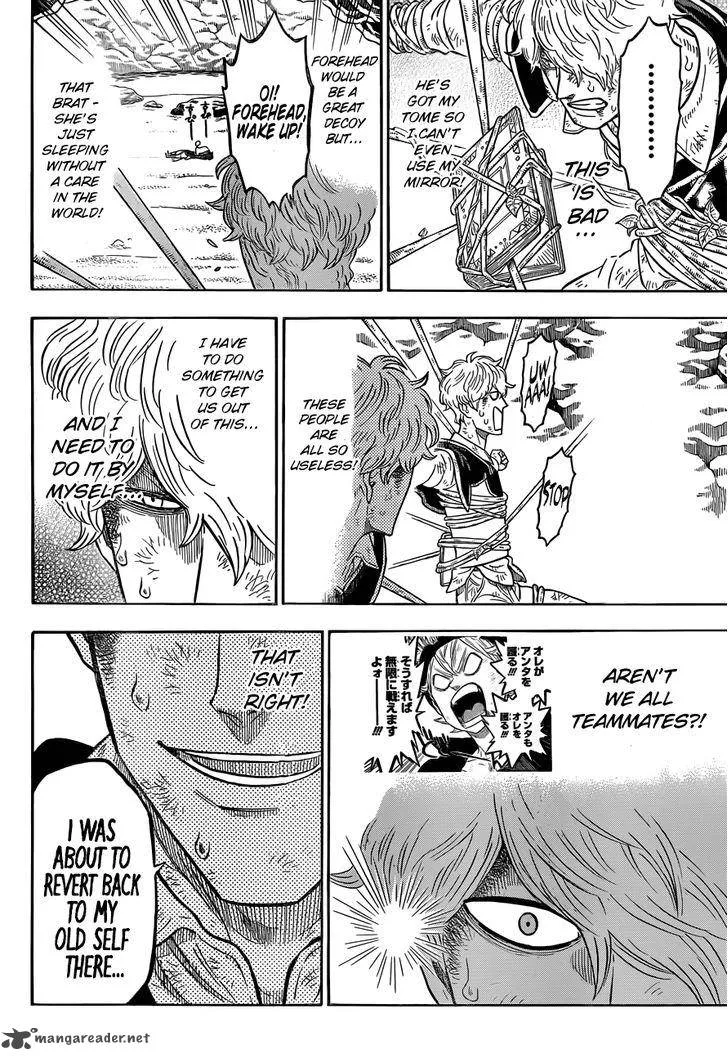 .........
THIS
IS
BAD
...
HE'S
GOT MY
TOME SO
I CAN'T
EVEN
USE MY
MIRROR!
FOREHEAD
WOULD
BE A
GREAT
DECOY
BUT...
OI!
FOREHEAD,
WAKE UP!
THAT
BRAT -
SHE'S
JUST
SLEEPING
WITHOUT
A CARE
IN THE
WORLD!
UW
AAA!
STOP
THESE
PEOPLE
ARE ALL
SO
USELESS!
I HAVE
TO DO
SOMETHING
TO GET
US OUT
OF THIS...
AND I
NEED TO
DO IT BY
MYSELF...
AREN'T
WE ALL
TEAMMATES?!
オレが
アンタを
護る!!!
アンタも
オレを
護る!!!
そうすれば
無限に戦えます
よォーー
!!!
THAT
ISN'T
RIGHT!
I WAS
ABOUT TO
REVERT BACK
TO MY
OLD SELF
THERE...
mangareader.net